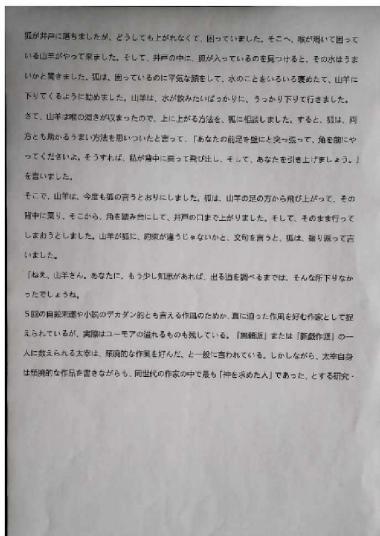 狐が井戸に落ちましたが、どうしても上がれなくて、困っていました。そこへ、喉が渇いて困って
いる山羊がやって来ました。そして、井戸の中に、狐が入っているのを見つけると、その水はうま
いかと聞きました。狐は、困っているのに平気な顔をして、水のことをいろいろ褒めたて、山羊に
下りてくるように勧めました。山羊は、水が飲みたいばっかりに、うっかり下りて行きました。
さて、山羊は喉の渇きが収まったので、上に上がる方法を、狐に相談しました。すると、狐は、両
方とも助かるうまい方法を思いついたと言って、「あなたの前足を壁にと突っ張って、角を前にや
ってくださいよ。そうすれば、私が背中に乗って飛び出し、そして、あなたを引き上げましょう。」
を言いました。
そこで、山羊は、今度も狐の言うとおりにしました。狐は、山羊の足の方から飛び上がって、その
背中に乗り、そこから、角を踏み台にして、井戸の口まで上がりました。そして、そのまま行って
しまおうとしました。山羊が狐に、約束が違うじゃないかと、文句を言うと、狐は、振り返って言
いました。
「ねえ、山羊さん。あなたに、もう少し知恵があれば、出る道を調べるまでは、そんな所下りなか
ったでしょうね。
5回の自殺未遂や小説のデカダン的とも言える作風のためか、真に迫った作風を好む作家として捉
えられているが、実際はユーモアの溢れるものも残している。『無頼派』または『新戯作派』の一
人に数えられる太宰は、頽廃的な作風を好んだ、と一般に言われている。しかしながら、太宰自身
は頽廃的な作品を書きながらも、同世代の作家の中で最も「神を求めた人」であった、とする研究・